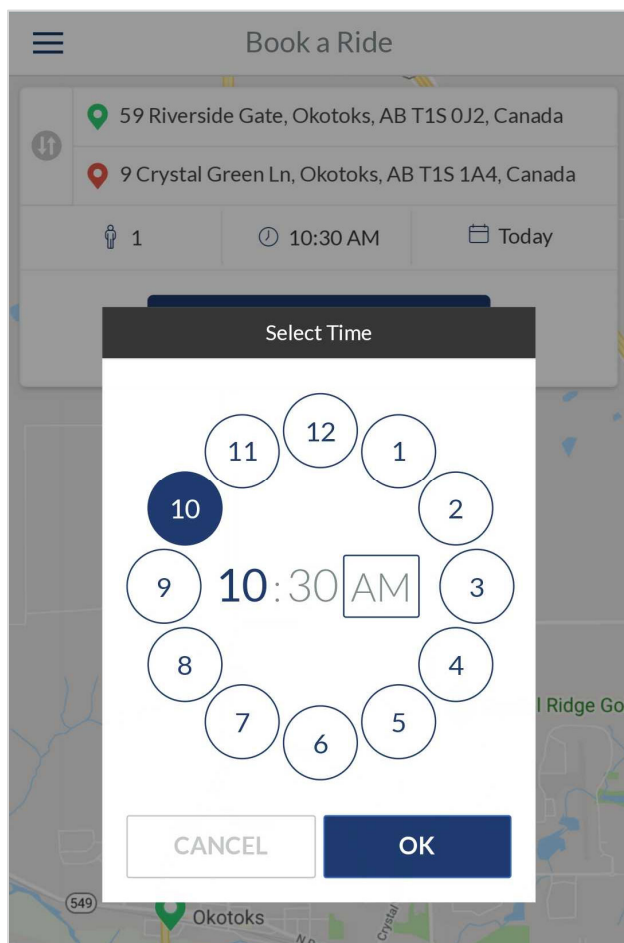 Book a Ride
59 Riverside Gate, Okotoks, AB T1S 0J2, Canada
9 Crystal Green Ln, Okotoks, AB T1S 1A4, Canada
1 10:30 AM Today
Select Time
12
11 1
10 2
9 10:30 AM 3
8 4
7 5
6
l Ridge Go
CANCEL OK
549
Okotoks
Crystal